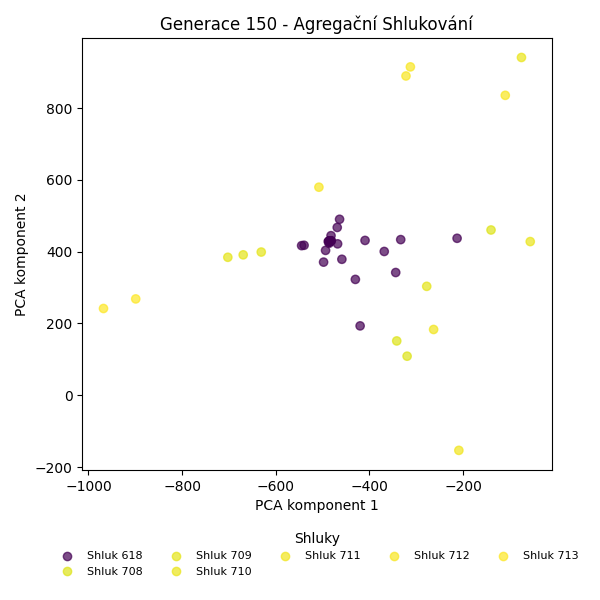 Generace 150 - Agregační Shlukování
PCA komponent 2
800
600
400
200
0
−200
−1000
−800
−600
−400
−200
PCA komponent 1
Shluky
Shluk 618
Shluk 709
Shluk 711
Shluk 712
Shluk 713
Shluk 708
Shluk 710